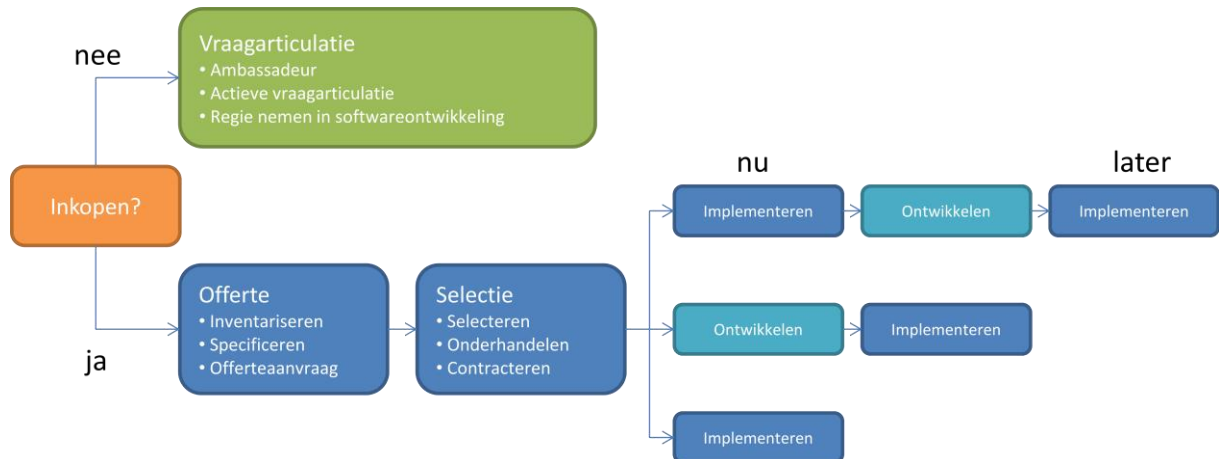 nee
Vraagarticulatie
• Ambassadeur
• Actieve vraagarticulatie
• Regie nemen in softwareontwikkeling
Inkopen?
ja
Offerte
• Inventariseren
• Specificeren
• Offerteaanvraag
Selectie
• Selecteren
• Onderhandelen
• Contracteren
nu
later
Implementeren
Ontwikkelen
Implementeren
Ontwikkelen
Implementeren
Implementeren